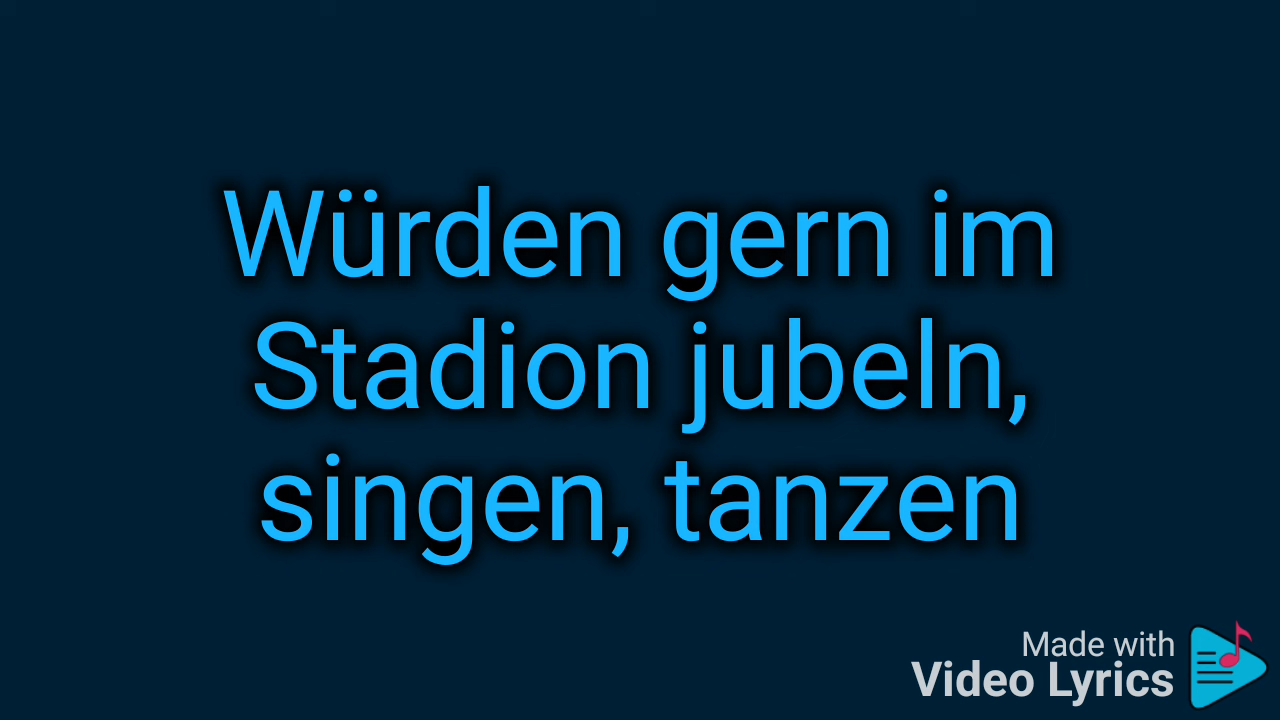 Würden gern im
Stadion jubeln,
singen, tanzen
Made with
Video Lyrics